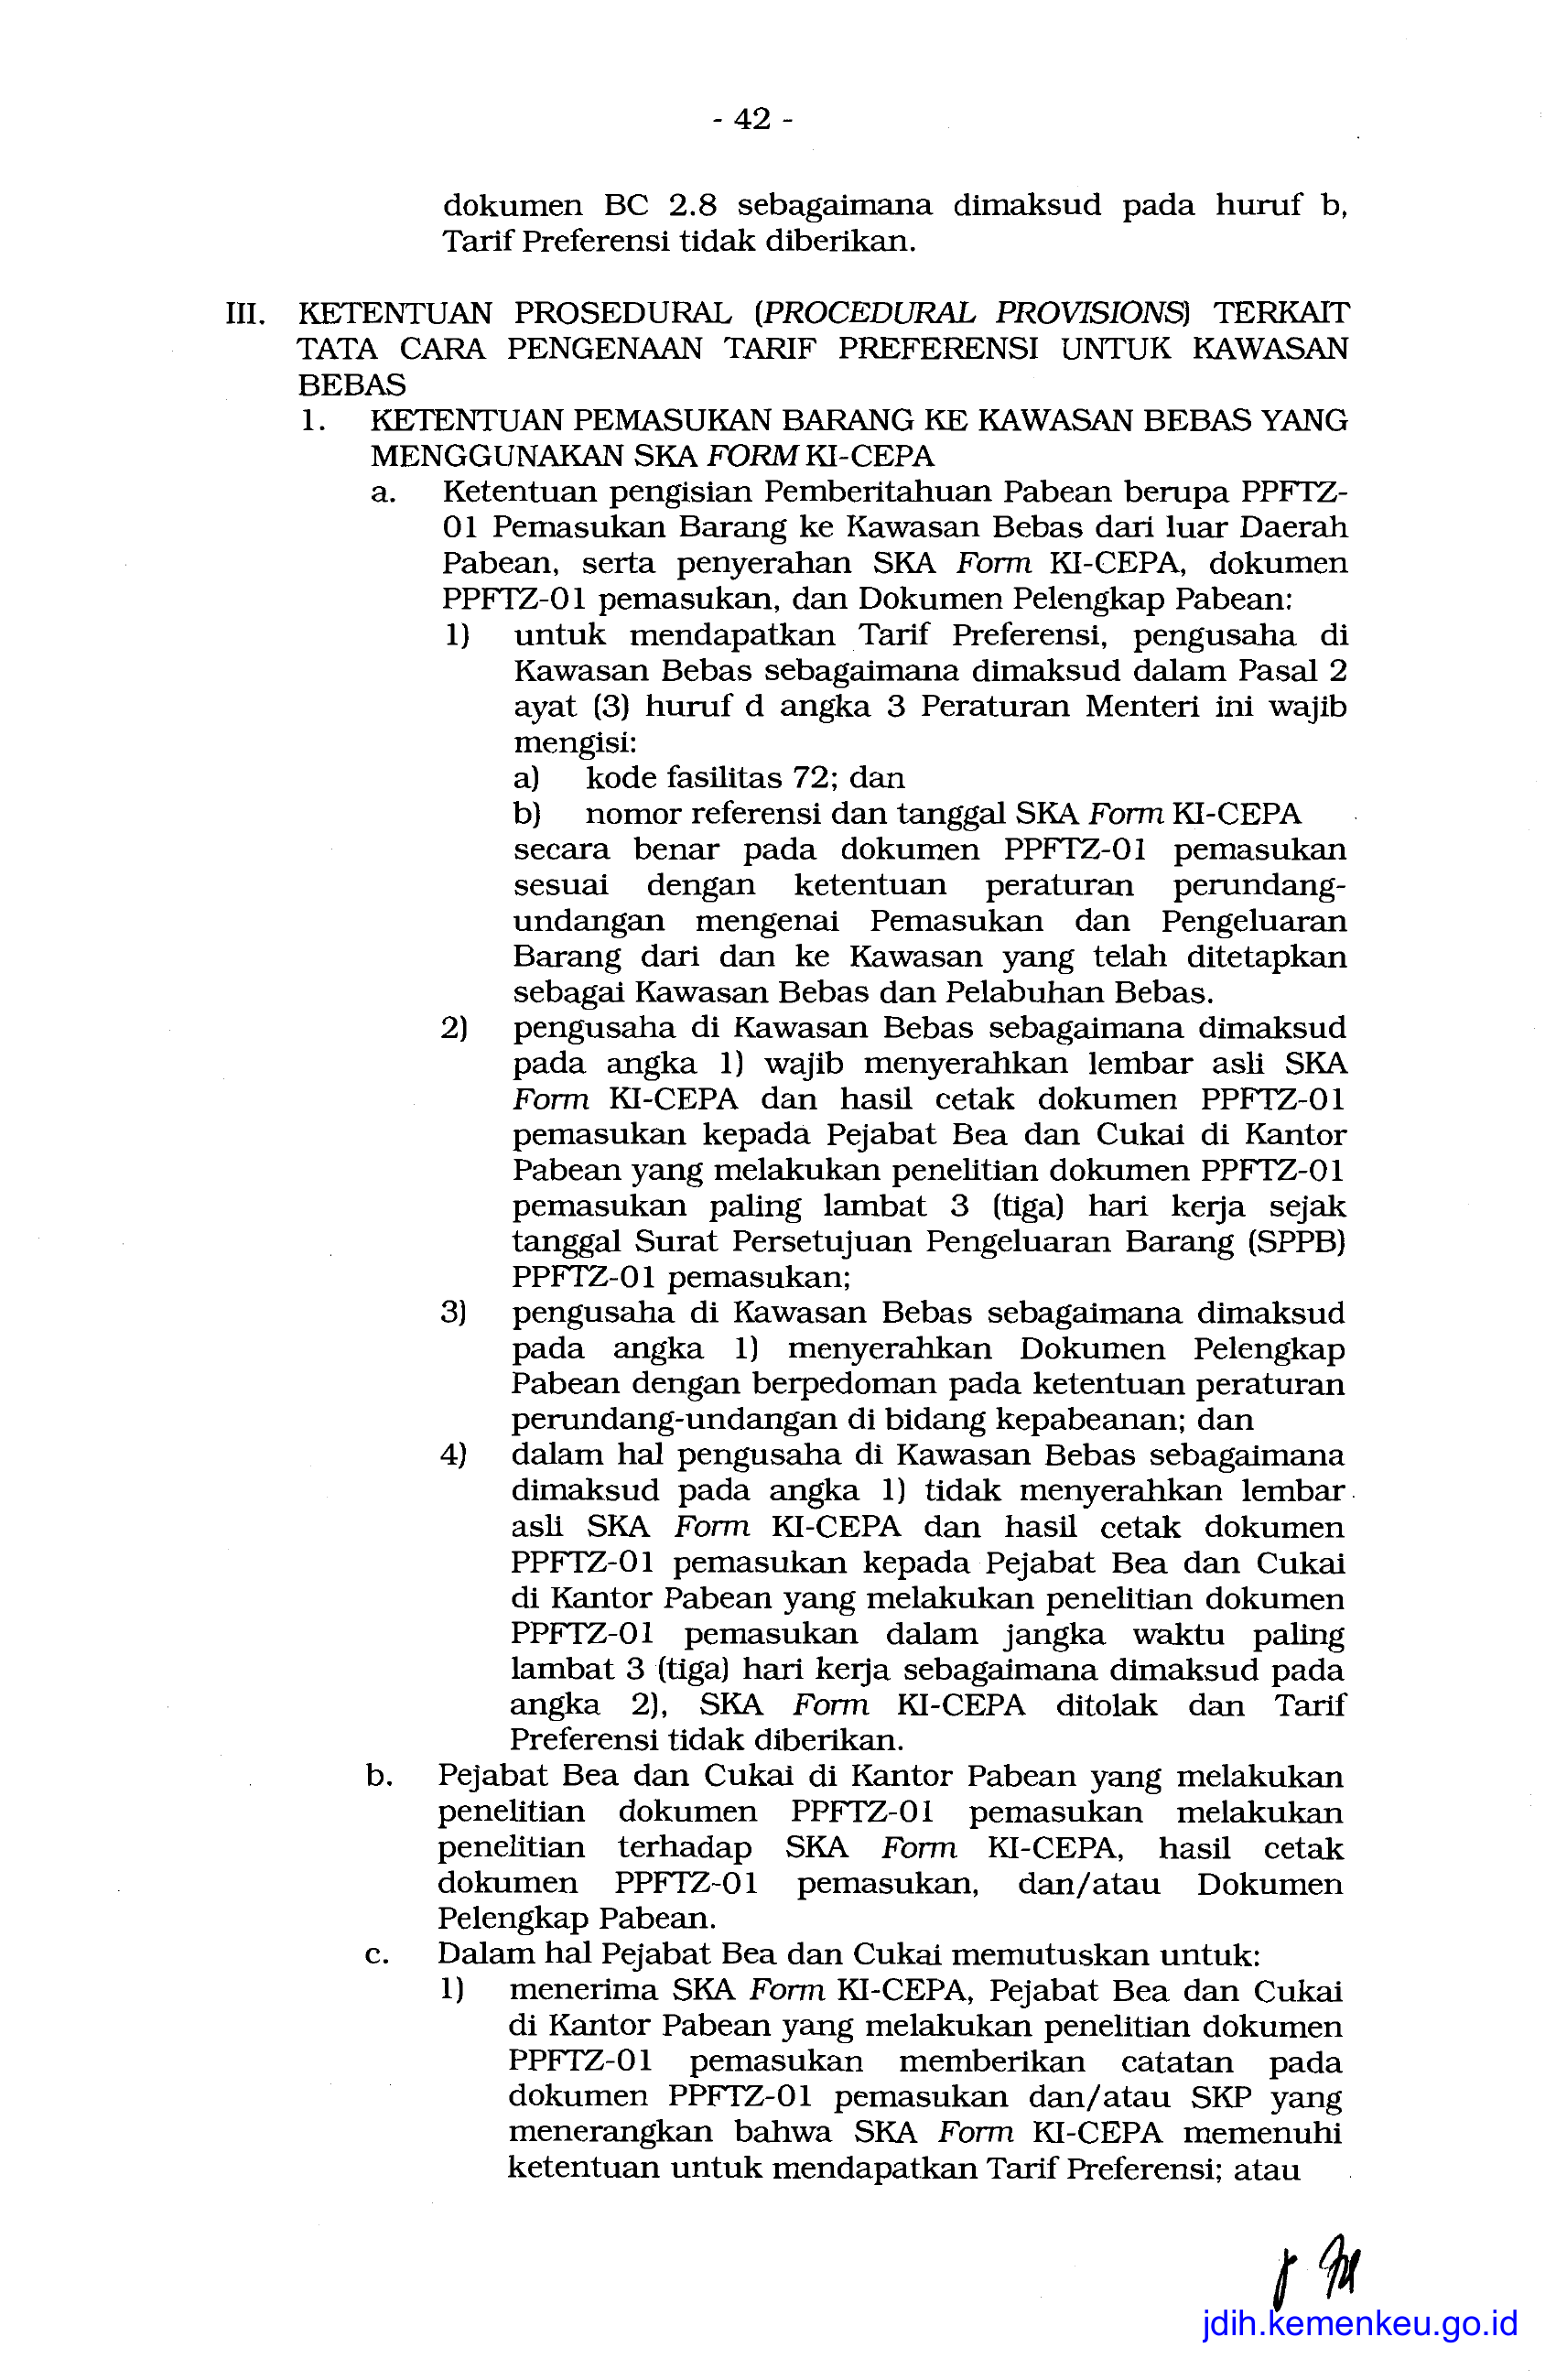 - 42 -
dokumen BC 2.8 sebagaimana dimaksud pada huruf b,
Tarif Preferensi tidak diberikan.
III. KETENTUAN PROSEDURAL (PROCEDURAL PROVISIONS) TERKAIT
TATA CARA PENGENAAN TARIF PREFERENSI UNTUK KAWASAN
BEBAS
1. KETENTUAN PEMASUKAN BARANG KE KAWASAN BEBAS YANG
MENGGUNAKAN SKA FORM KI-CEPA
a. Ketentuan pengisian Pemberitahuan Pabean berupa PPFTZ-
01 Pemasukan Barang ke Kawasan Bebas dari luar Daerah
Pabean, serta penyerahan SKA Form KI-CEPA, dokumen
PPFTZ-01 pemasukan, dan Dokumen Pelengkap Pabean:
1) untuk mendapatkan Tarif Preferensi, pengusaha di
Kawasan Bebas sebagaimana dimaksud dalam Pasal 2
ayat (3) huruf d angka 3 Peraturan Menteri ini wajib
mengisi:
a) kode fasilitas 72; dan
b) nomor referensi dan tanggal SKA Form KI-CEPA
secara benar pada dokumen PPFTZ-01 pemasukan
sesuai dengan ketentuan peraturan perundang-
undangan mengenai Pemasukan dan Pengeluaran
Barang dari dan ke Kawasan yang telah ditetapkan
sebagai Kawasan Bebas dan Pelabuhan Bebas.
2) pengusaha di Kawasan Bebas sebagaimana dimaksud
pada angka 1) wajib menyerahkan lembar asli SKA
Form KI-CEPA dan hasil cetak dokumen PPFTZ-01
pemasukan kepada Pejabat Bea dan Cukai di Kantor
Pabean yang melakukan penelitian dokumen PPFTZ-01
pemasukan paling lambat 3 (tiga) hari kerja sejak
tanggal Surat Persetujuan Pengeluaran Barang (SPPB)
PPFTZ-01 pemasukan;
3) pengusaha di Kawasan Bebas sebagaimana dimaksud
pada angka 1) menyerahkan Dokumen Pelengkap
Pabean dengan berpedoman pada ketentuan peraturan
perundang-undangan di bidang kepabeanan; dan
4) dalam hal pengusaha di Kawasan Bebas sebagaimana
dimaksud pada angka 1) tidak menyerahkan lembar
asli SKA Form KI-CEPA dan hasil cetak dokumen
PPFTZ-01 pemasukan kepada Pejabat Bea dan Cukai
di Kantor Pabean yang melakukan penelitian dokumen
PPFTZ-01 pemasukan dalam jangka waktu paling
lambat 3 (tiga) hari kerja sebagaimana dimaksud pada
angka 2), SKA Form KI-CEPA ditolak dan Tarif
Preferensi tidak diberikan.
b. Pejabat Bea dan Cukai di Kantor Pabean yang melakukan
penelitian dokumen PPFTZ-01 pemasukan melakukan
penelitian terhadap SKA Form KI-CEPA, hasil cetak
dokumen PPFTZ-01 pemasukan, dan/atau Dokumen
Pelengkap Pabean.
c. Dalam hal Pejabat Bea dan Cukai memutuskan untuk:
1) menerima SKA Form KI-CEPA, Pejabat Bea dan Cukai
di Kantor Pabean yang melakukan penelitian dokumen
PPFTZ-01 pemasukan memberikan catatan pada
dokumen PPFTZ-01 pemasukan dan/atau SKP yang
menerangkan bahwa SKA Form KI-CEPA memenuhi
ketentuan untuk mendapatkan Tarif Preferensi; atau
jdih.kemenkeu.go.id